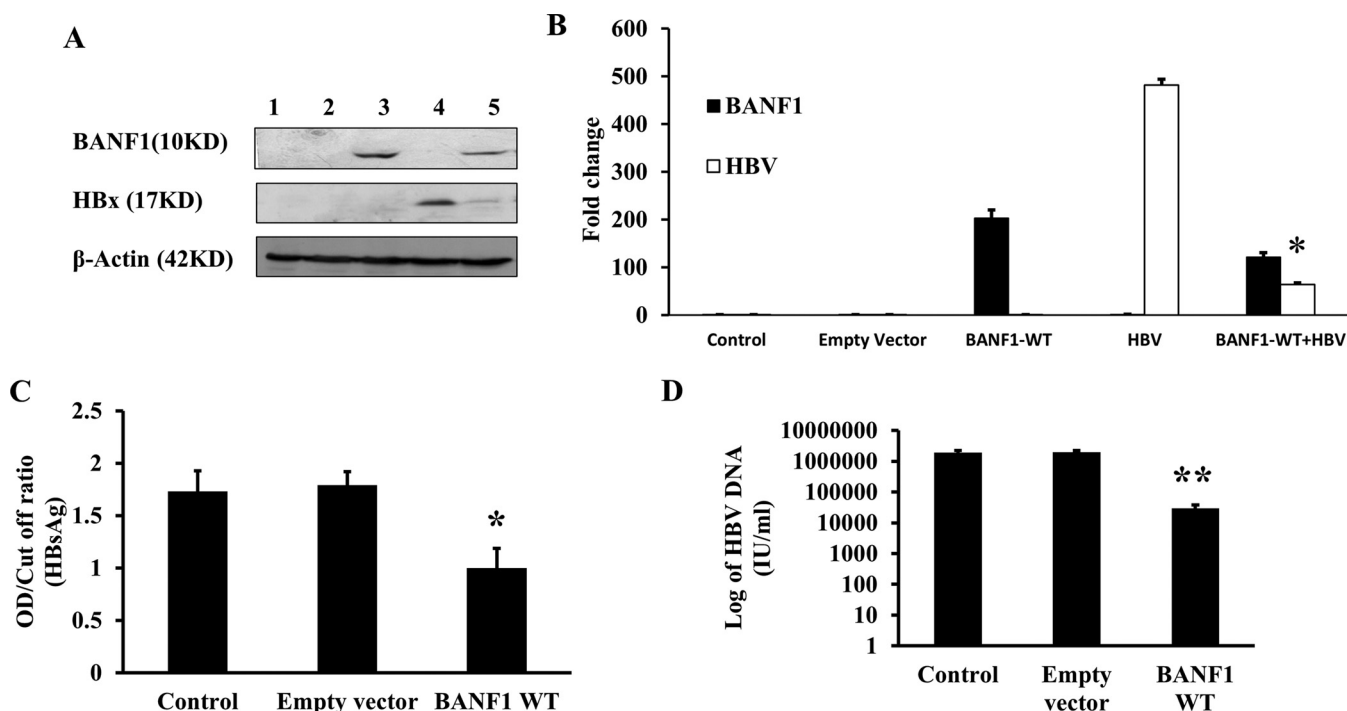 A
1 2 3 4 5
BANF1(10KD)
HBx (17KD)
β-Actin (42KD)
B
600
500
400
300
200
100
0
Fold change
BANF1
HBV
*
Control Empty Vector BANF1-WT HBV BANF1-WT+HBV
C
2.5
2
1.5
1
0.5
0
OD/Cut off ratio
(HBsAg)
*
Control Empty vector BANF1 WT
D
10000000
1000000
100000
10000
1000
100
10
1
Log of HBV DNA
(IU/ml)
**
Control Empty BANF1
vector WT